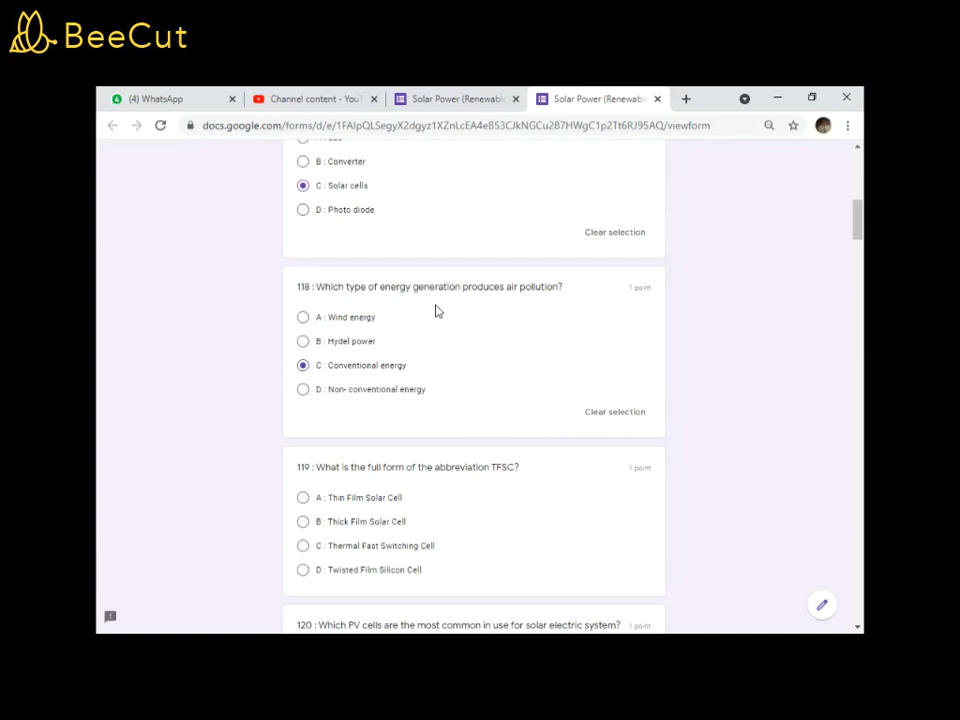 BeeCut
(4) WhatsApp
Channel content - YouT
Solar Power (Renewabl
Solar Power (Renewabl
docs.google.com/forms/d/e/1FAIpQLSegyX2dgyz1XZnLcEA4eB53CJkNGCu287HWgC1p2Tt6RJ95AQ/viewform
B : Converter
C : Solar cells
D : Photo diode
Clear selection
118 : Which type of energy generation produces air pollution?
1 point
A : Wind energy
B : Hydel power
C : Conventional energy
D : Non- conventional energy
Clear selection
119 : What is the full form of the abbreviation TFSC?
1 point
A : Thin Film Solar Cell
B : Thick Film Solar Cell
C : Thermal Fast Switching Cell
D : Twisted Film Silicon Cell
120 : Which PV cells are the most common in use for solar electric system?
1 point